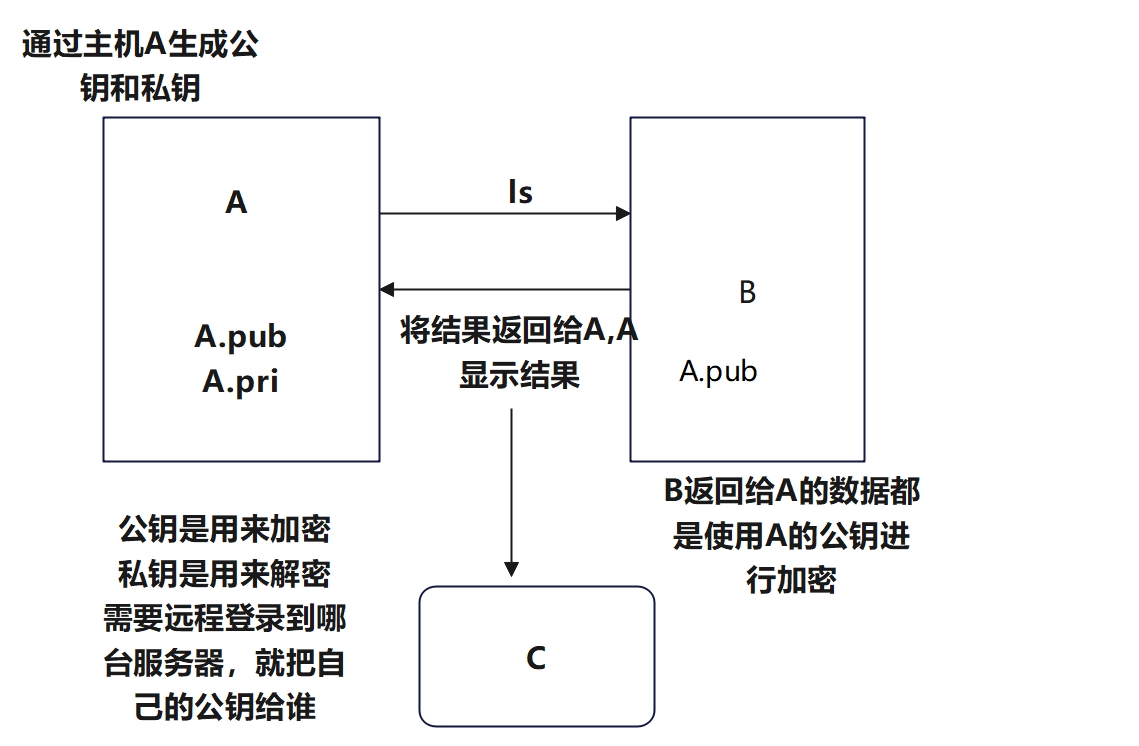 通过主机A生成公
钥和私钥
A
ls
B
将结果返回给A,A
显示结果
A.pub
A.pri
A.pub
B返回给A的数据都
是使用A的公钥进
行加密
公钥是用来加密
私钥是用来解密
需要远程登录到哪
台服务器，就把自
己的公钥给谁
C